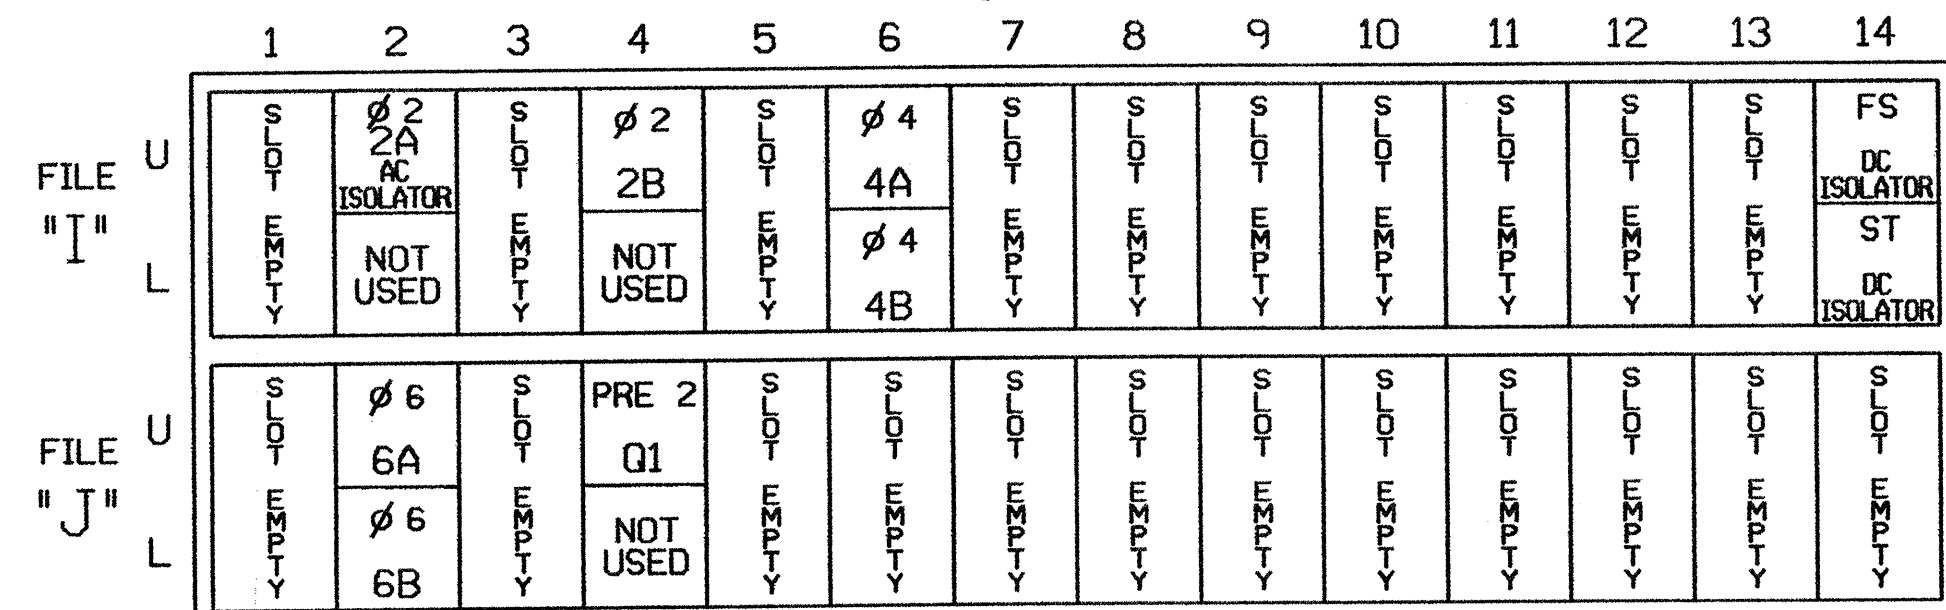 1 2 3 4 5 6 7 8 9 10 11 12 13 14
FILE "I"
U
L
SLOT EMPTY
Ø 2
2A
AC
ISOLATOR
NOT
USED
SLOT EMPTY
Ø 2
2B
NOT
USED
SLOT EMPTY
Ø 4
4A
Ø 4
4B
SLOT EMPTY
SLOT EMPTY
SLOT EMPTY
SLOT EMPTY
SLOT EMPTY
SLOT EMPTY
SLOT EMPTY
FS
DC
ISOLATOR
ST
DC
ISOLATOR
FILE "J"
U
L
SLOT EMPTY
Ø 6
6A
Ø 6
6B
SLOT EMPTY
PRE 2
Q1
NOT
USED
SLOT EMPTY
SLOT EMPTY
SLOT EMPTY
SLOT EMPTY
SLOT EMPTY
SLOT EMPTY
SLOT EMPTY
SLOT EMPTY
SLOT EMPTY
SLOT EMPTY